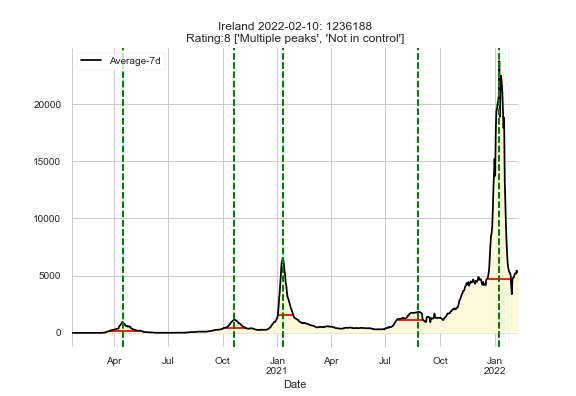 Ireland 2022-02-10: 1236188
Rating:8 ['Multiple peaks', 'Not in control']
Average-7d
20000
15000
10000
5000
0
Apr Jul Oct Jan Apr Jul Oct Jan
2021 2022
Date